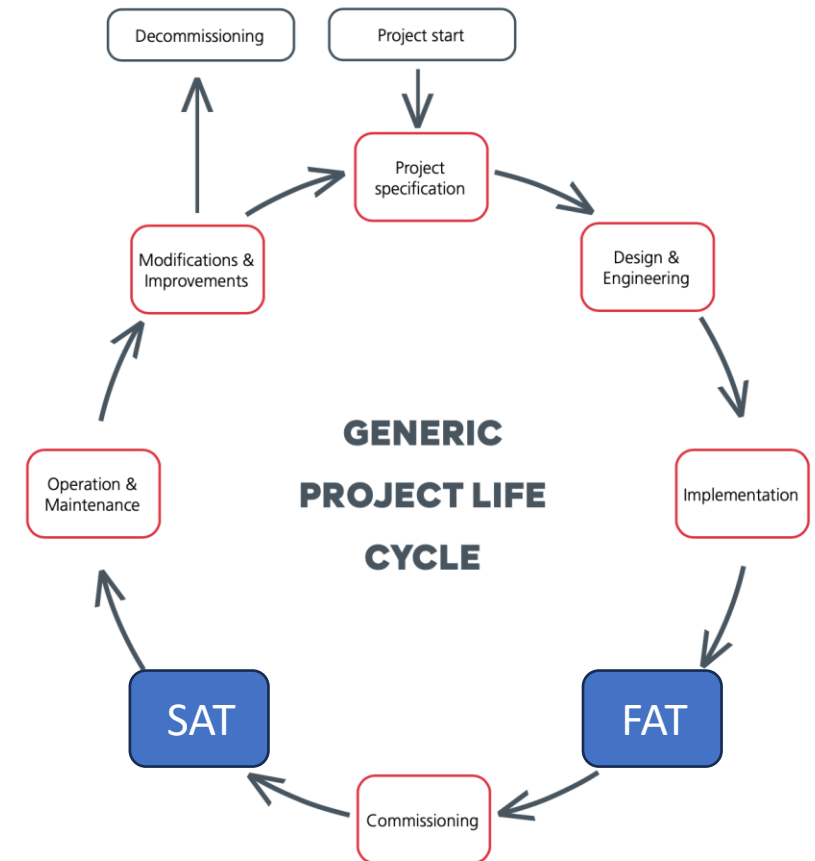 Decommissioning
Project start
Project
specification
Design &
Engineering
Implementation
FAT
Commissioning
SAT
Operation &
Maintenance
Modifications &
Improvements
GENERIC
PROJECT LIFE
CYCLE